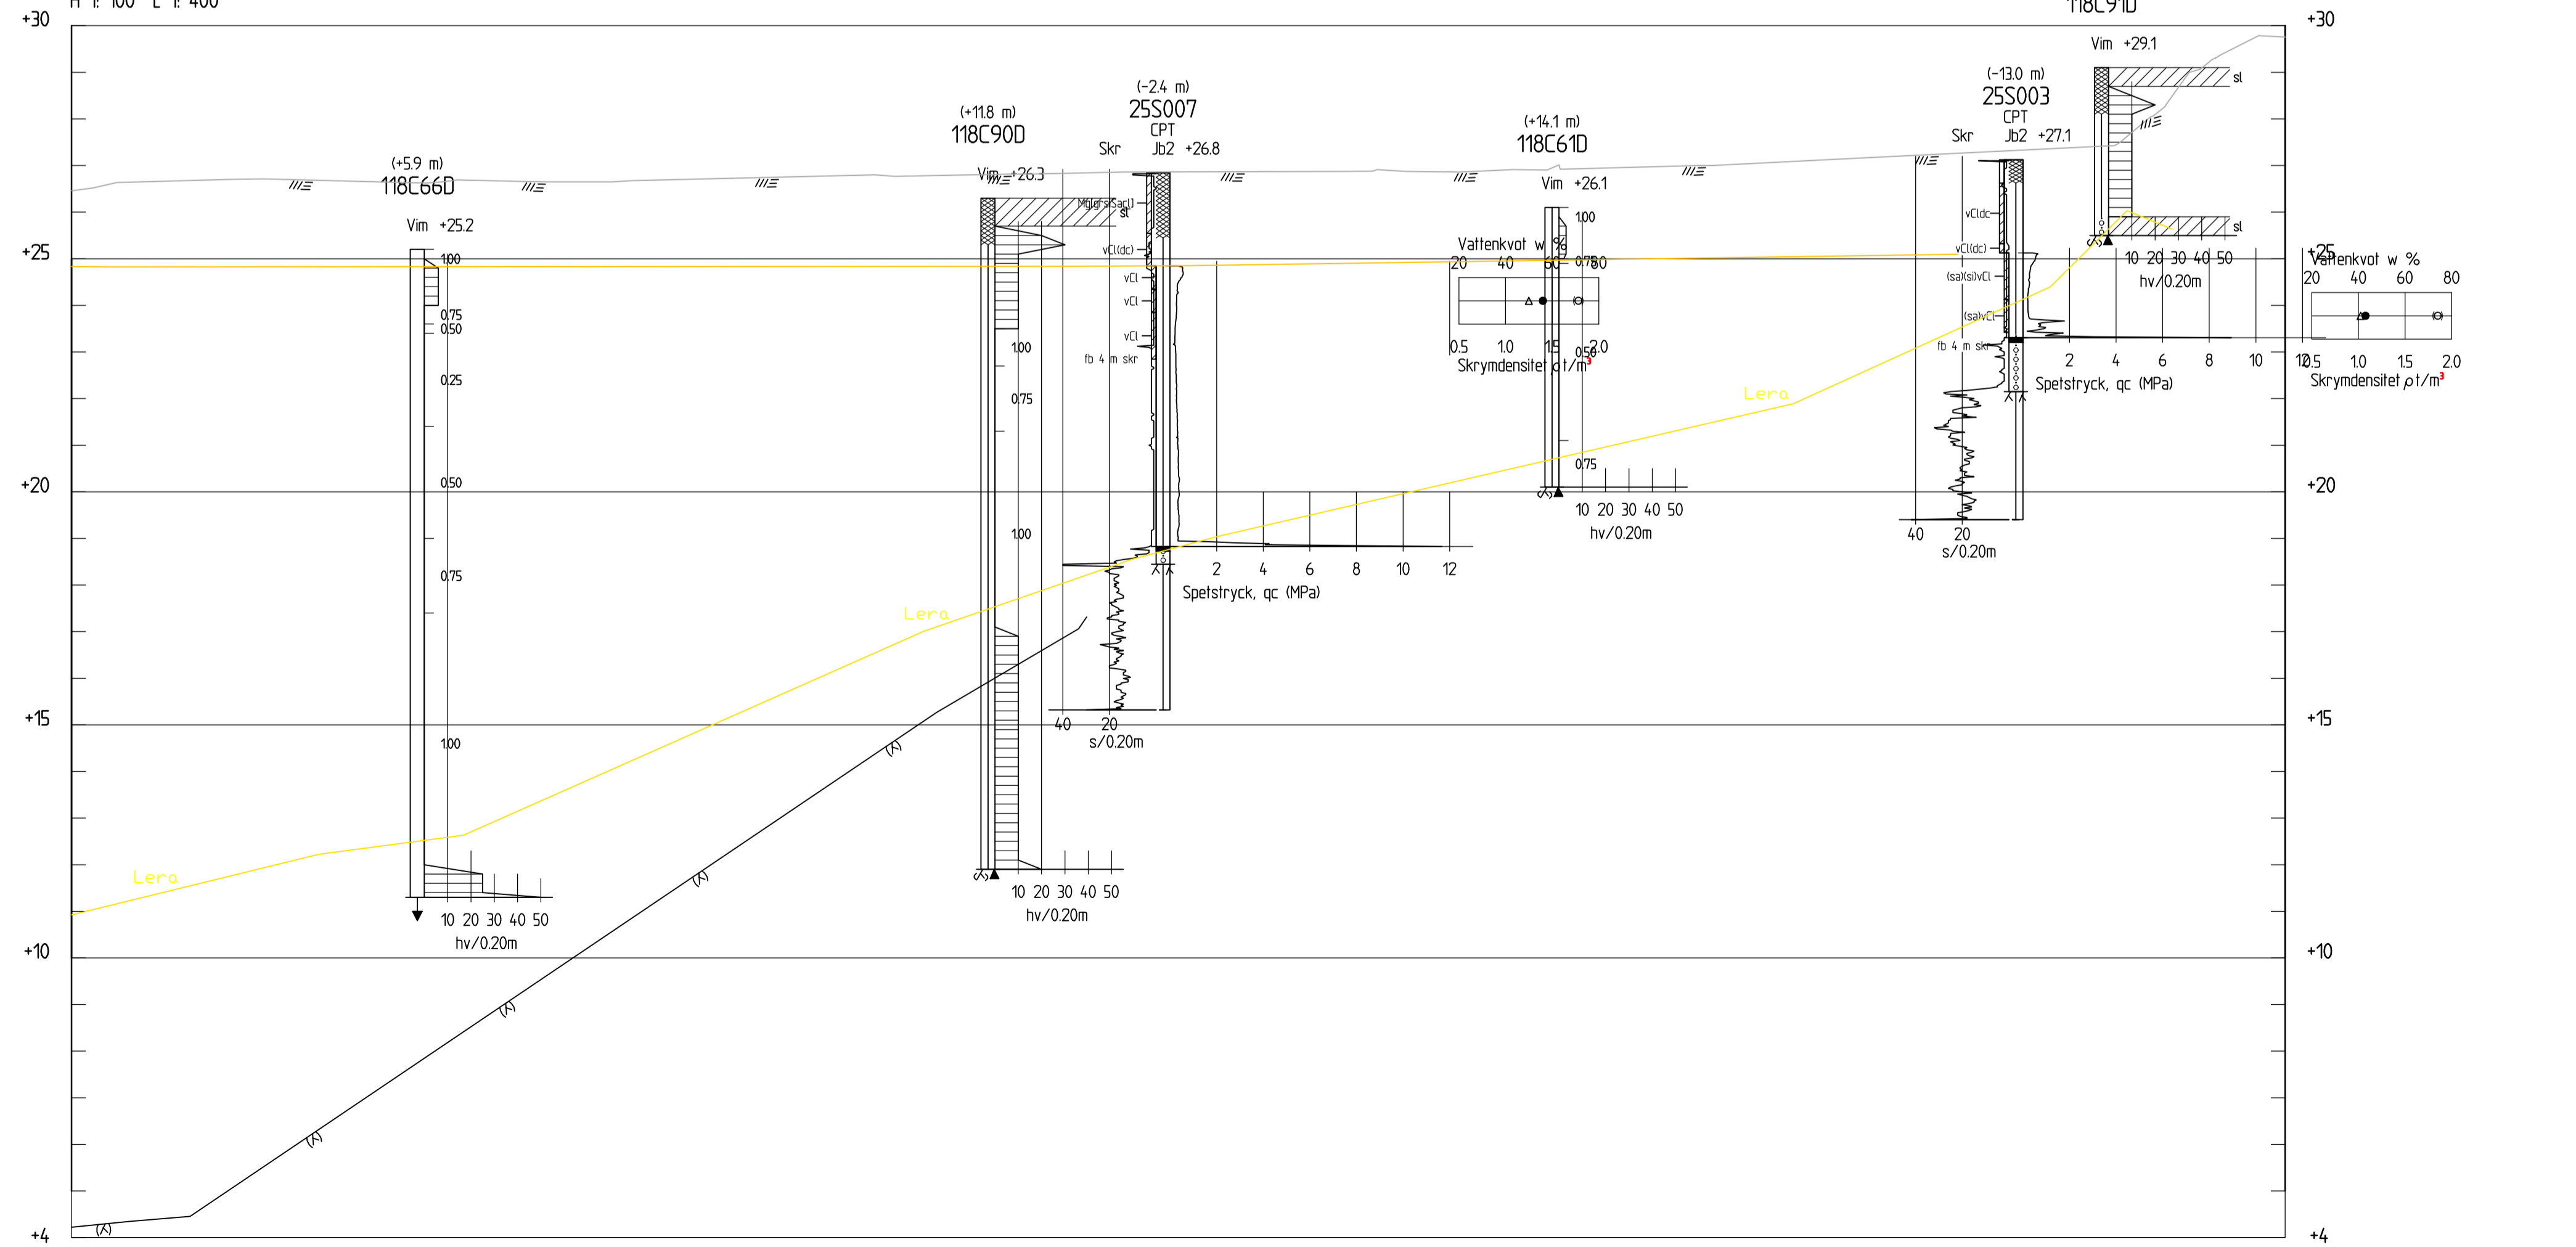 H 1: 100 L 1: 400
118C91D
+30
+30
Vim +29.1
sl
(-13.0 m)
25S003
CPT
Skr Jb2 +27.1
(-2.4 m)
25S007
CPT
Skr Jb2 +26.8
(+11.8 m)
118C90D
Vim +26.3
(+14.1 m)
118C61D
Vim +26.1
(+5.9 m)
118C66D
Vim +25.2
sl
vCl(dc)
vCl
vCl
vCl
fb 4 m skr
vCldc
vCl(dc)
(sa)(si)vCl
(sa)vCl
fb 4 m skr
sl
+25
+25
10 20 30 40 50
hv/0.20m
Vattenkvot w %
20 40 60 80
0.5 1.0 1.5 2.0
Skrymdensitet ρ t/m³
Vattenkvot w %
20 40 60 80
0.5 1.0 1.5 2.0
Skrymdensitet ρ t/m³
1.00
0.75
0.50
0.25
0.50
0.75
1.00
1.00
0.75
1.00
1.00
0.75
0.50
0.75
2 4 6 8 10 12
Spetstryck, qc (MPa)
Lera
+20
+20
10 20 30 40 50
hv/0.20m
40 20
s/0.20m
2 4 6 8 10 12
Spetstryck, qc (MPa)
Lera
+15
+15
40 20
s/0.20m
Lera
10 20 30 40 50
hv/0.20m
10 20 30 40 50
hv/0.20m
+10
+10
+4
+4